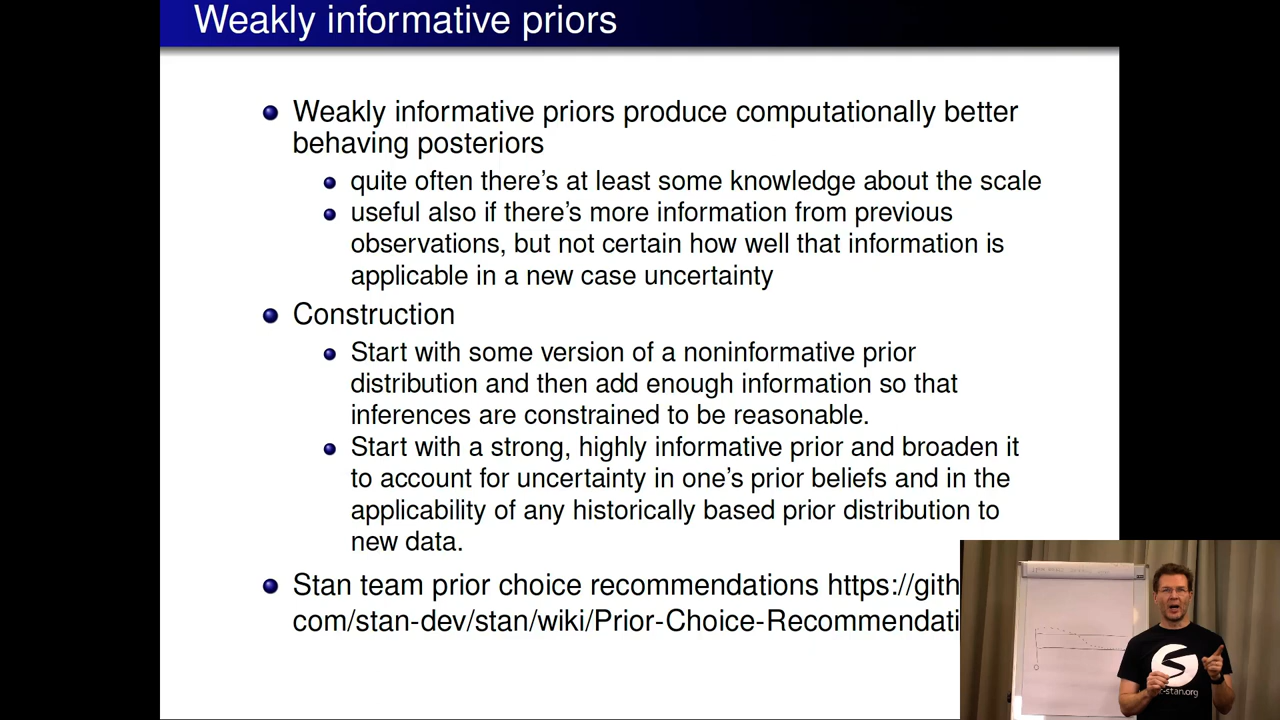 Weakly informative priors
Weakly informative priors produce computationally better
behaving posteriors
quite often there's at least some knowledge about the scale
useful also if there's more information from previous
observations, but not certain how well that information is
applicable in a new case uncertainty
Construction
Start with some version of a noninformative prior
distribution and then add enough information so that
inferences are constrained to be reasonable.
Start with a strong, highly informative prior and broaden it
to account for uncertainty in one's prior beliefs and in the
applicability of any historically based prior distribution to
new data.
Stan team prior choice recommendations https://gith
com/stan-dev/stan/wiki/Prior-Choice-Recommendati
c-stan.org